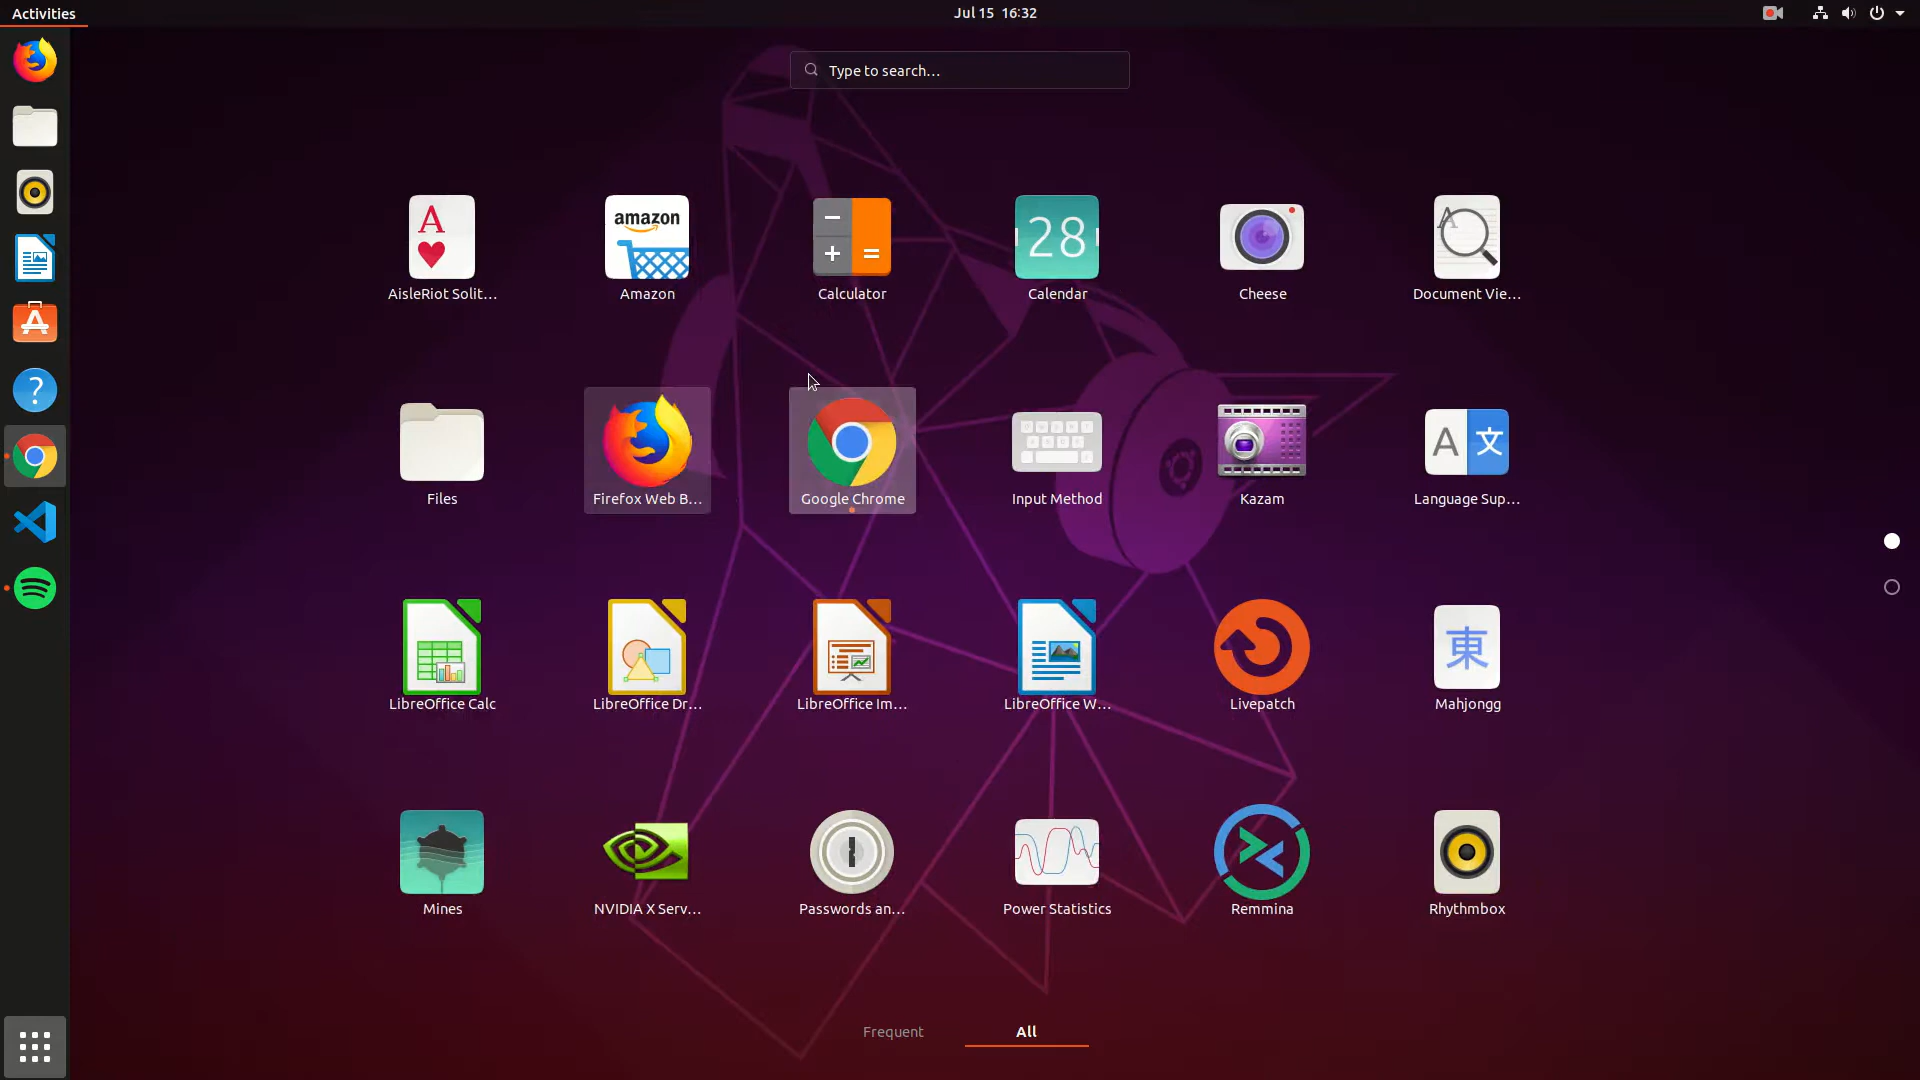 Activities
Jul 15 16:32
Type to search...
AisleRiot Solit...
amazon
Amazon
Calculator
28
Calendar
Cheese
Document Vie...
Files
Firefox Web B...
Google Chrome
Input Method
Kazam
A 文
Language Sup...
LibreOffice Calc
LibreOffice Dr...
LibreOffice Im...
LibreOffice W...
Livepatch
東
Mahjongg
Mines
NVIDIA X Serv...
Passwords an...
Power Statistics
Remmina
Rhythmbox
Frequent
All